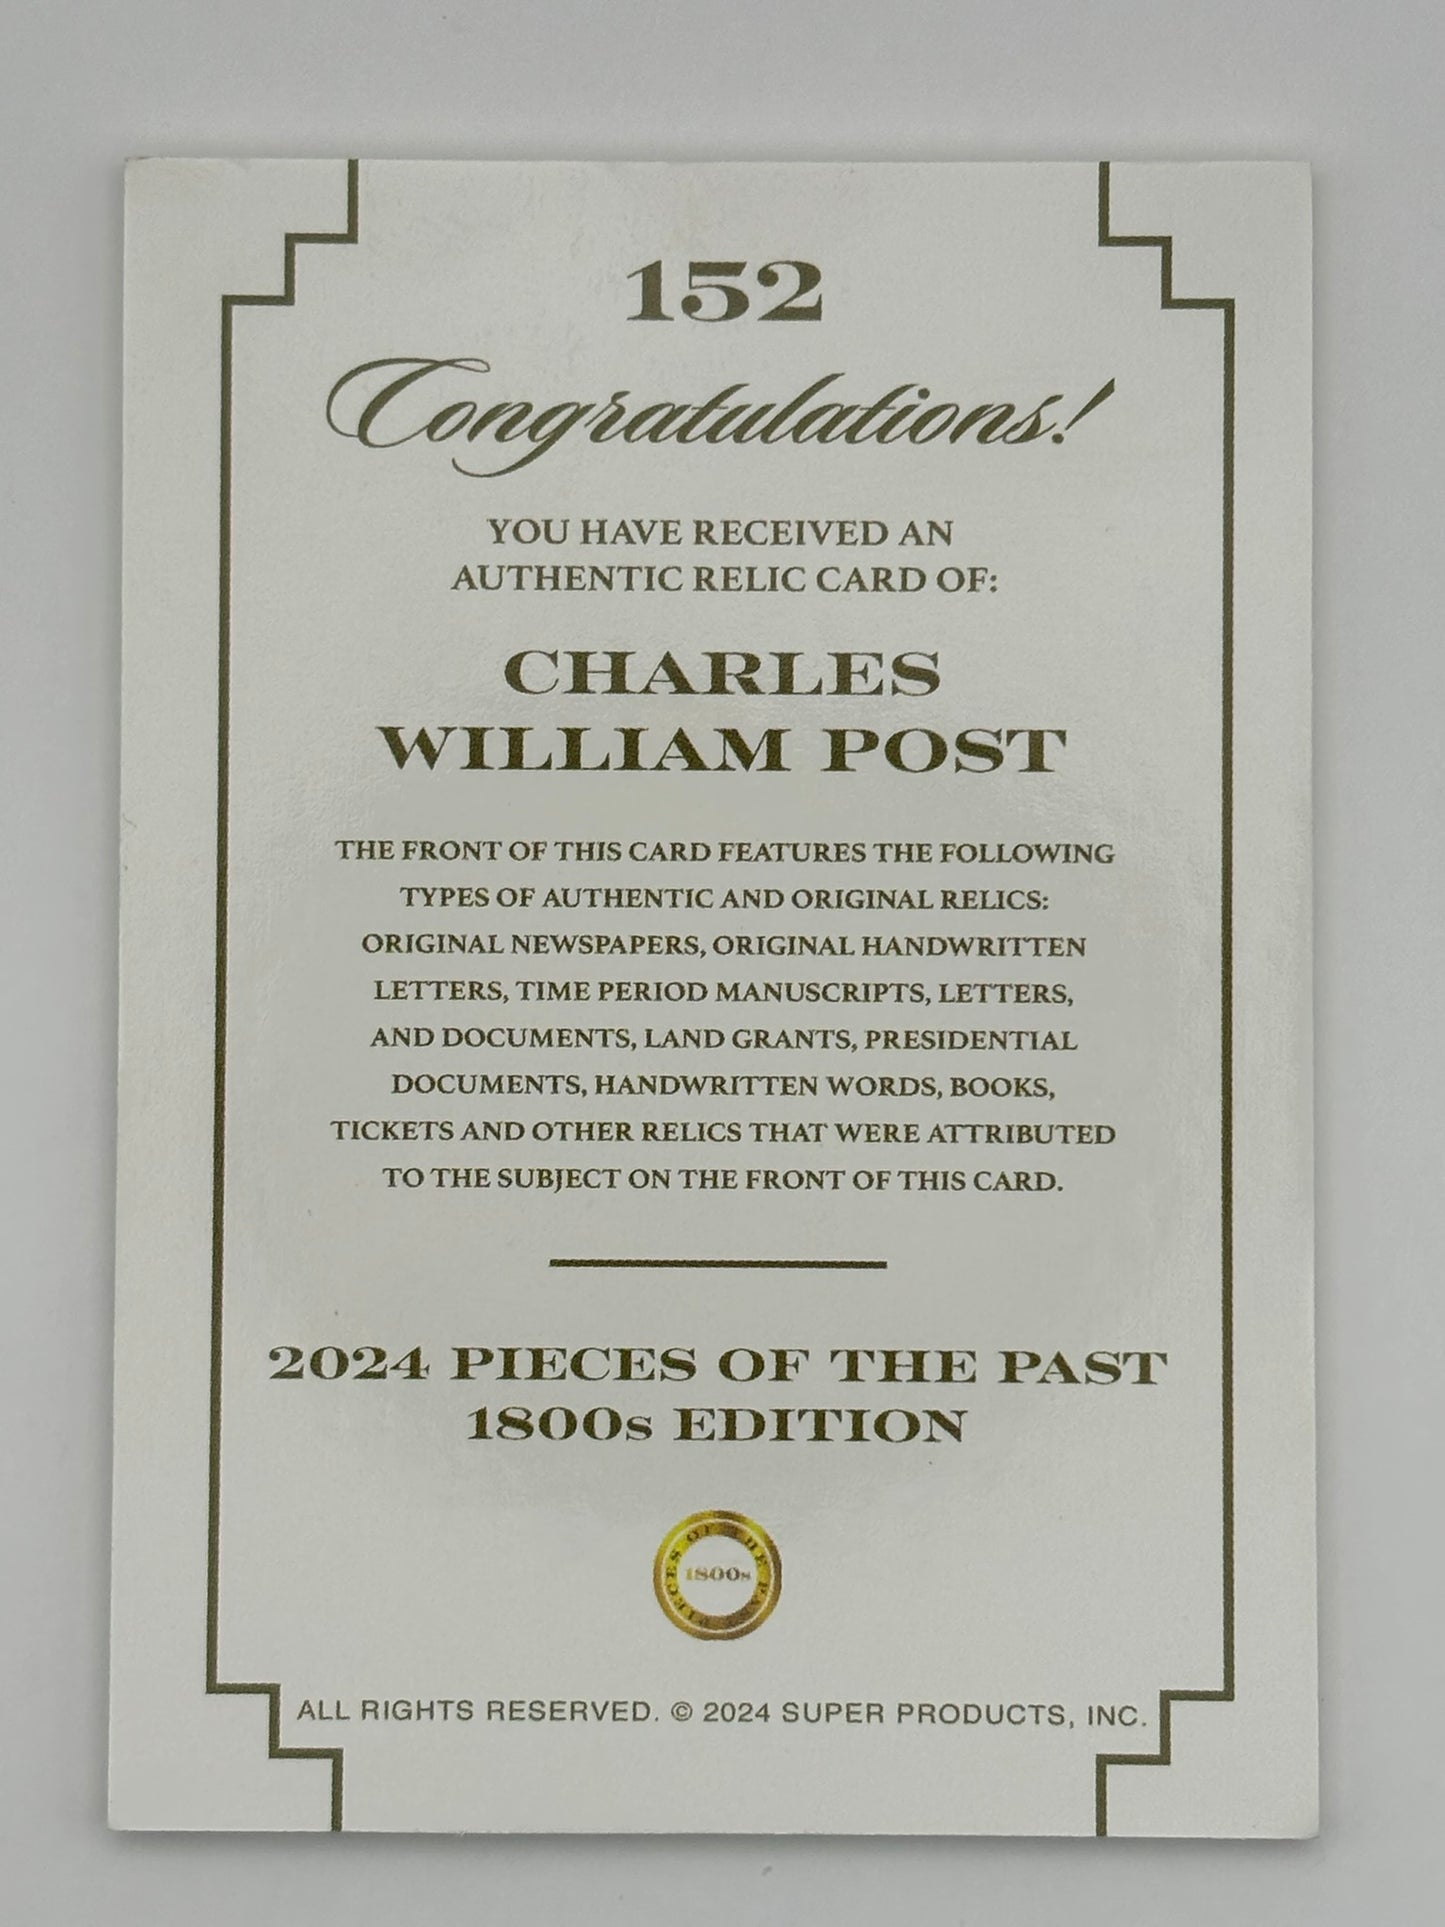 152
Congratulations!
YOU HAVE RECEIVED AN
AUTHENTIC RELIC CARD OF:
CHARLES
WILLIAM POST
THE FRONT OF THIS CARD FEATURES THE FOLLOWING
TYPES OF AUTHENTIC AND ORIGINAL RELICS:
ORIGINAL NEWSPAPERS, ORIGINAL HANDWRITTEN
LETTERS, TIME PERIOD MANUSCRIPTS, LETTERS,
AND DOCUMENTS, LAND GRANTS, PRESIDENTIAL
DOCUMENTS, HANDWRITTEN WORDS, BOOKS,
TICKETS AND OTHER RELICS THAT WERE ATTRIBUTED
TO THE SUBJECT ON THE FRONT OF THIS CARD.
2024 PIECES OF THE PAST
1800s EDITION
PIECES OF THE PAST
1800s
ALL RIGHTS RESERVED. © 2024 SUPER PRODUCTS, INC.